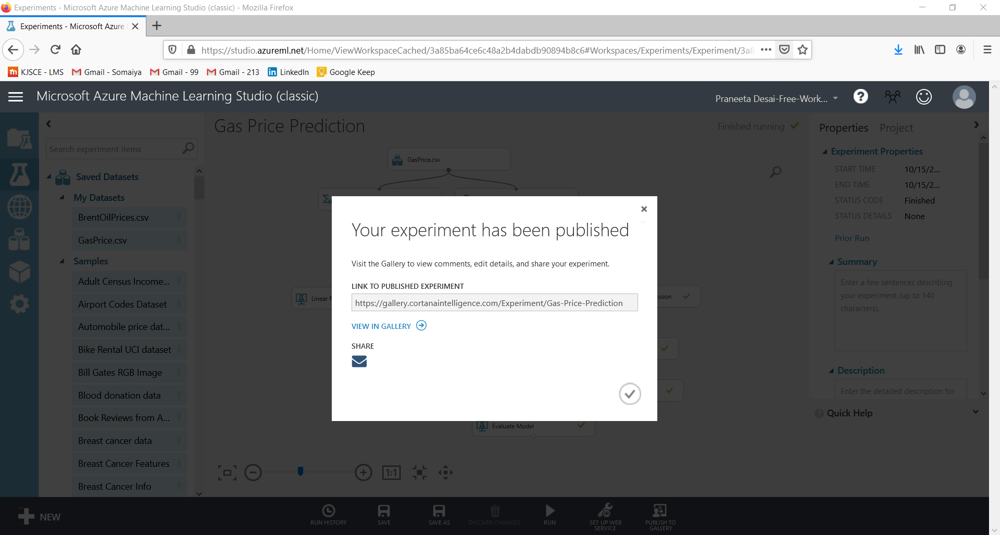 Experiments - Microsoft Azure Machine Learning Studio (classic) - Mozilla Firefox
Experiments - Microsoft Azure
https://studio.azureml.net/Home/ViewWorkspaceCached/3a85ba64ce6c48a2b4dabdb90894b8c6#Workspaces/Experiments/Experiment/3a8
KJSCE - LMS Gmail - Somaiya Gmail - 99 Gmail - 213 LinkedIn Google Keep
Microsoft Azure Machine Learning Studio (classic)
Praneeta Desai-Free-Work...
Gas Price Prediction
Finished running
Search experiment items
Saved Datasets
My Datasets
BrentOilPrices.csv
GasPrice.csv
Samples
Adult Census Income...
Airport Codes Dataset
Automobile price dat...
Bike Rental UCI dataset
Bill Gates RGB Image
Blood donation data
Book Reviews from A...
Breast cancer data
Breast Cancer Features
Breast Cancer Info
GasPrice.csv
Linear R
ssion
Evaluate Model
1:1
Your experiment has been published
Visit the Gallery to view comments, edit details, and share your experiment.
LINK TO PUBLISHED EXPERIMENT
https://gallery.cortanaintelligence.com/Experiment/Gas-Price-Prediction
VIEW IN GALLERY
SHARE
Properties Project
Experiment Properties
START TIME 10/15/2...
END TIME 10/15/2...
STATUS CODE Finished
STATUS DETAILS None
Prior Run
Summary
Enter a few sentences describing
your experiment (up to 140
characters).
Description
Enter the detailed description for
Quick Help
NEW
RUN HISTORY
SAVE
SAVE AS
DISCARD CHANGES
RUN
SET UP WEB
SERVICE
PUBLISH TO
GALLERY